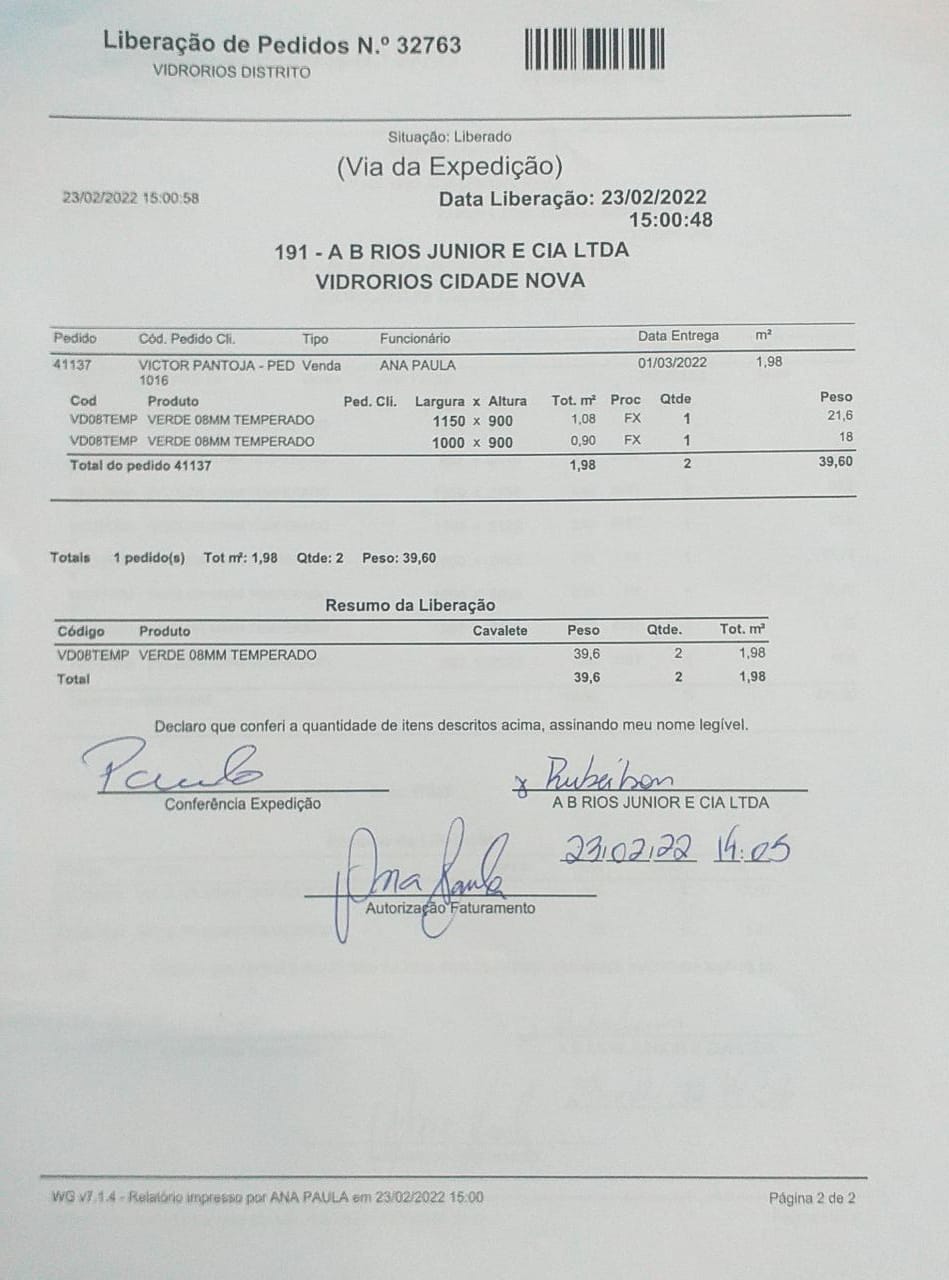 Liberação de Pedidos N.º 32763
VIDRORIOS DISTRITO
Situação: Liberado
(Via da Expedição)
23/02/2022 15:00:58
Data Liberação: 23/02/2022
15:00:48
191 - A B RIOS JUNIOR E CIA LTDA
VIDRORIOS CIDADE NOVA
Pedido Cód. Pedido Cli. Tipo Funcionário Data Entrega m²
41137 VICTOR PANTOJA - PED Venda ANA PAULA 01/03/2022 1,98
1016
Cod Produto Ped. Cli. Largura x Altura Tot. m² Proc Qtde Peso
VD08TEMP VERDE 08MM TEMPERADO 1150 x 900 1,08 FX 1 21,6
VD08TEMP VERDE 08MM TEMPERADO 1000 x 900 0,90 FX 1 18
Total do pedido 41137 1,98 2 39,60
Totais 1 pedido(s) Tot m²: 1,98 Qtde: 2 Peso: 39,60
Resumo da Liberação
Código Produto Cavalete Peso Qtde. Tot. m²
VD08TEMP VERDE 08MM TEMPERADO 39,6 2 1,98
Total 39,6 2 1,98
Declaro que conferi a quantidade de itens descritos acima, assinando meu nome legível.
Paulo
Conferência Expedição
x
A B RIOS JUNIOR E CIA LTDA
23/02/22
Ana Paula
Autorização Faturamento
WG v7.1.4 - Relatório impresso por ANA PAULA em 23/02/2022 15:00
Página 2 de 2